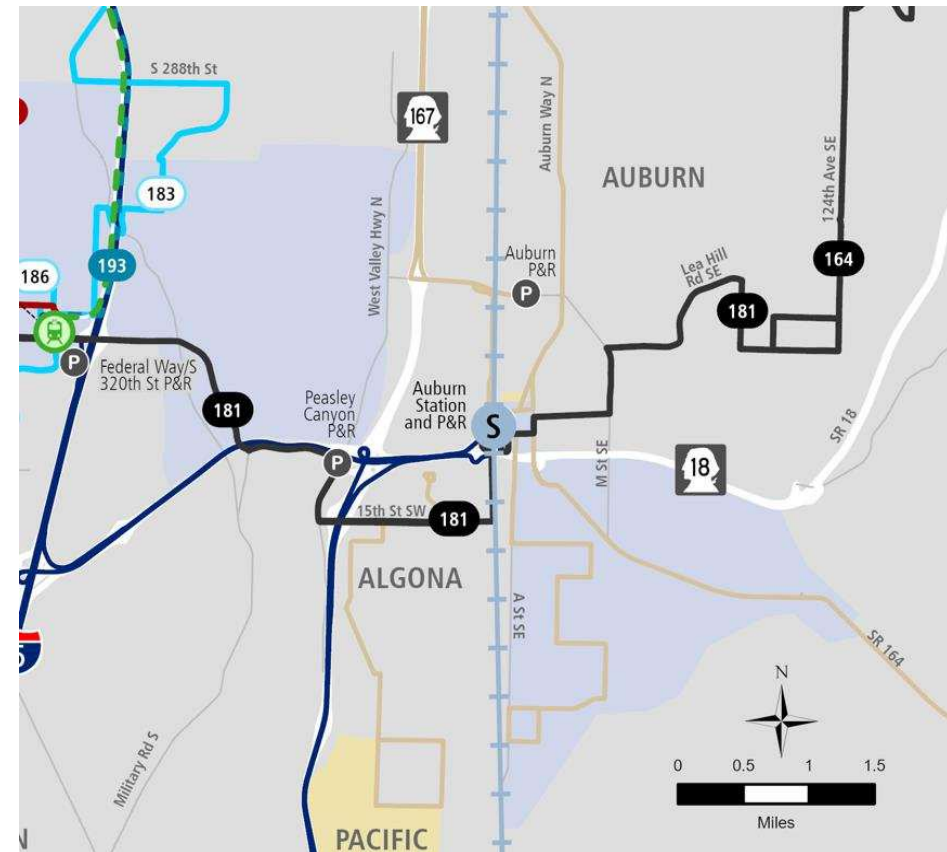 S 288th St
167
Auburn Way N
AUBURN
124th Ave SE
183
West Valley Hwy N
193
186
Auburn
P&R
P
Lea Hill
Rd SE
164
181
P
Federal Way/S
320th St P&R
181
Peasley
Canyon
P&R
P
Auburn
Station
and P&R
S
M St SE
18
SR 18
15th St SW
181
ALGONA
A St SE
SR 164
Military Rd S
N
0 0.5 1 1.5
Miles
PACIFIC
N